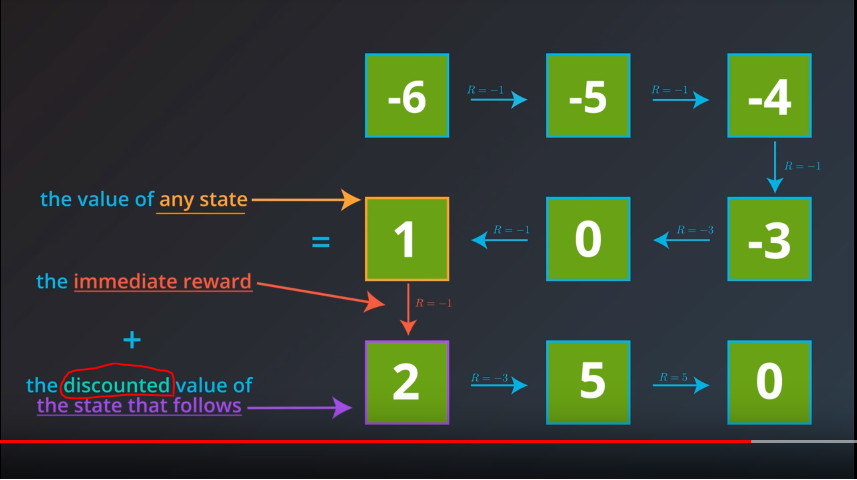 -6
R = -1
-5
R = -1
-4
R = -1
the value of any state
=
1
R = -1
0
R = -3
-3
the immediate reward
R = -1
+
the discounted value of
the state that follows
2
R = -3
5
R = 5
0